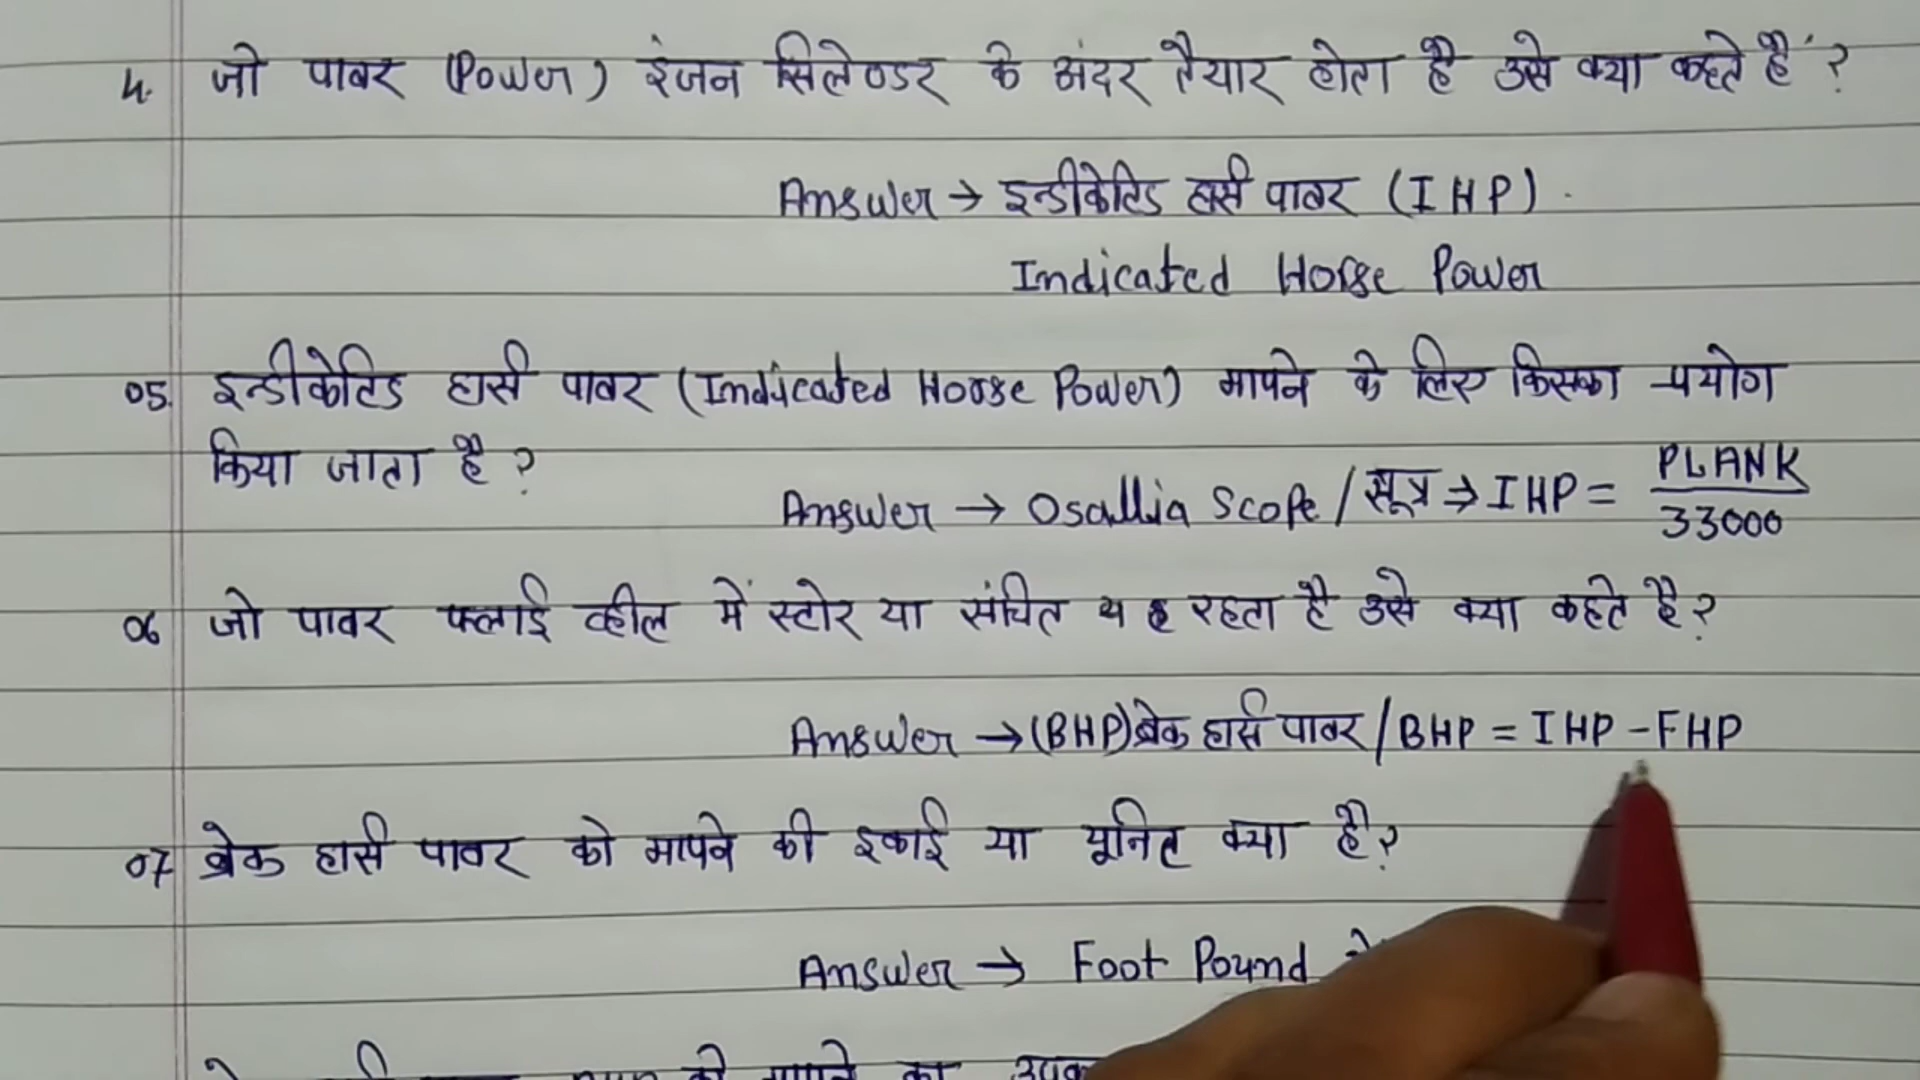 4. जो पावर (Power) इंजन सिलेण्डर के अंदर तैयार होता है उसे क्या कहते हैं ?
Answer → इन्डीकेटिड हार्स पावर (IHP).
Indicated Horse Power
05. इन्डीकेटिड हार्स पावर (Indicated Horse Power) मापने के लिए किसका प्रयोग
किया जाता है ?
Answer → Osallia Scope / सूत्र ⇒ IHP = PLANK / 33000
06 जो पावर फ्लाई व्हील में स्टोर या संचित रहता है उसे क्या कहते है ?
Answer → (BHP) ब्रेक हार्स पावर / BHP = IHP - FHP
07 ब्रेक हार्स पावर को मापने की इकाई या यूनिट क्या है ?
Answer → Foot Pound